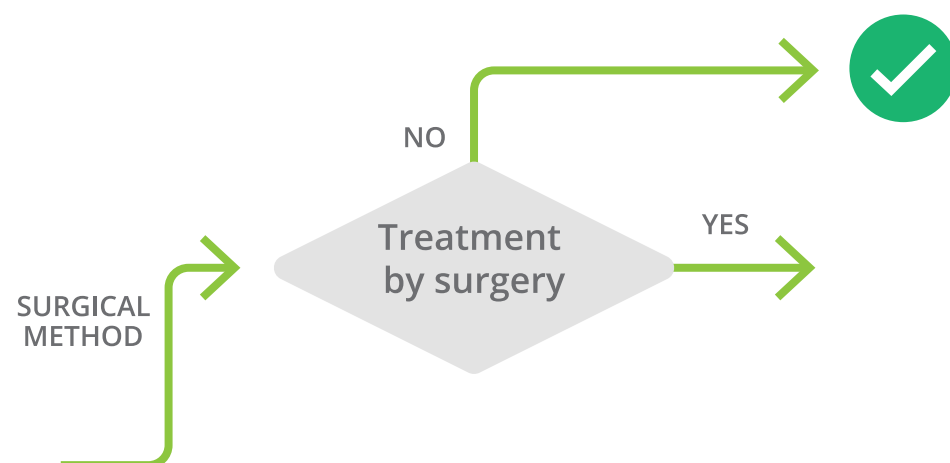 NO
Treatment
by surgery
YES
SURGICAL
METHOD